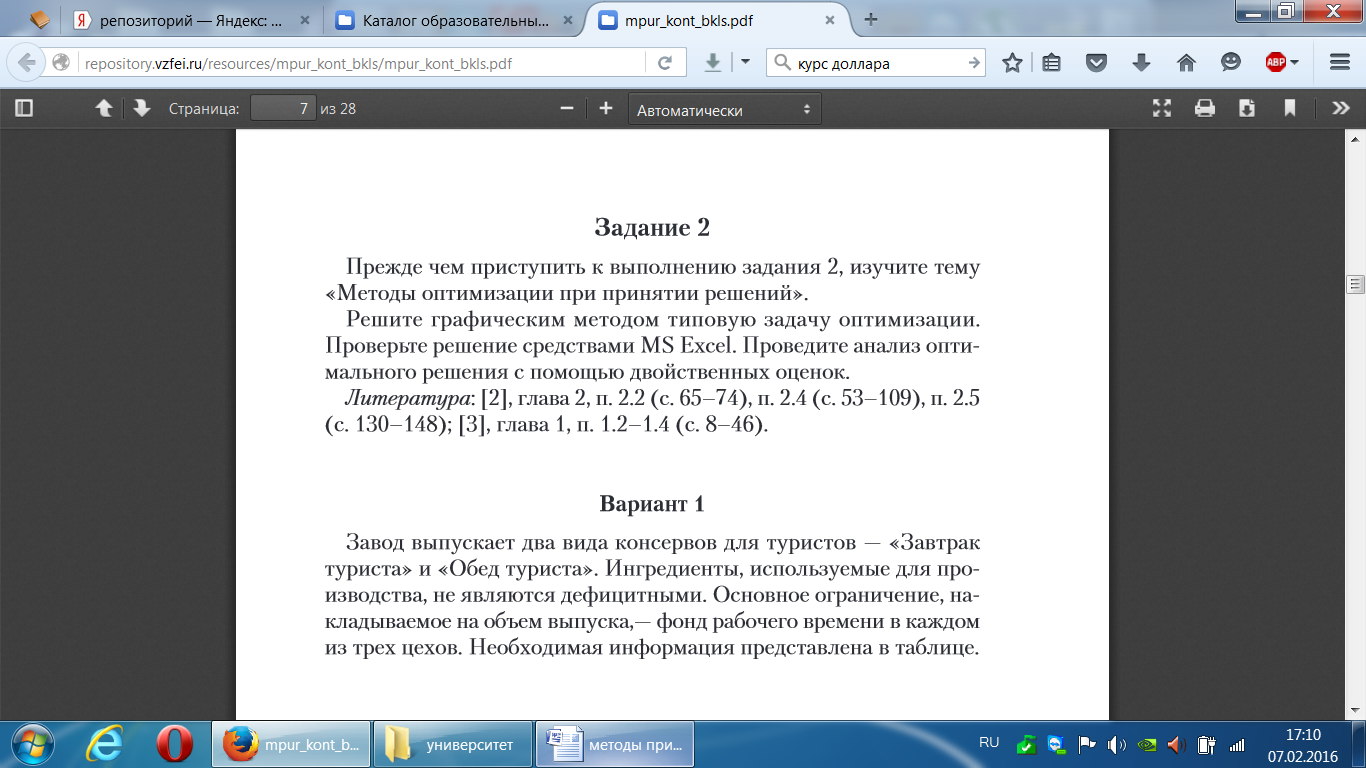 репозиторий — Яндекс: ...
Каталог образовательны...
mpur_kont_bkls.pdf
repository.vzfei.ru/resources/mpur_kont_bkls/mpur_kont_bkls.pdf
курс доллара
ABP
Страница: 7 из 28
Автоматически
Задание 2
Прежде чем приступить к выполнению задания 2, изучите тему
«Методы оптимизации при принятии решений».
Решите графическим методом типовую задачу оптимизации.
Проверьте решение средствами MS Excel. Проведите анализ опти-
мального решения с помощью двойственных оценок.
Литература: [2], глава 2, п. 2.2 (с. 65–74), п. 2.4 (с. 53–109), п. 2.5
(с. 130–148); [3], глава 1, п. 1.2–1.4 (с. 8–46).
Вариант 1
Завод выпускает два вида консервов для туристов — «Завтрак
туриста» и «Обед туриста». Ингредиенты, используемые для про-
изводства, не являются дефицитными. Основное ограничение, на-
кладываемое на объем выпуска,— фонд рабочего времени в каждом
из трех цехов. Необходимая информация представлена в таблице.
mpur_kont_b...
университет
методы при...
RU
17:10
07.02.2016